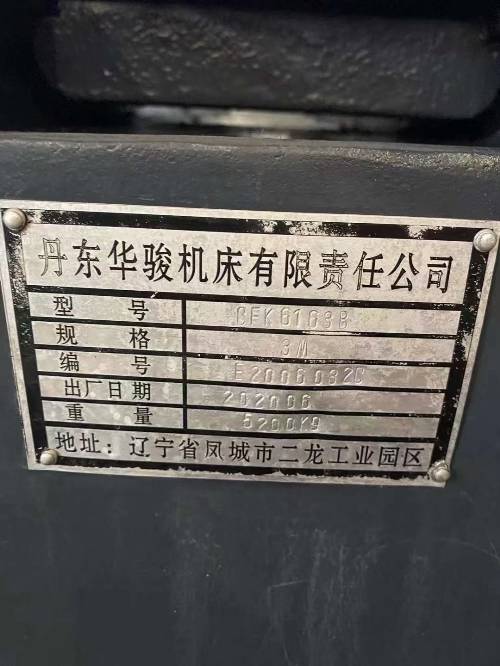 丹东华骏机床有限责任公司
型 号 CFK6163B
规 格 3M
编 号 F200603​2C
出厂日期 202006
重 量 5200Kg
地址：辽宁省凤城市二龙工业园区